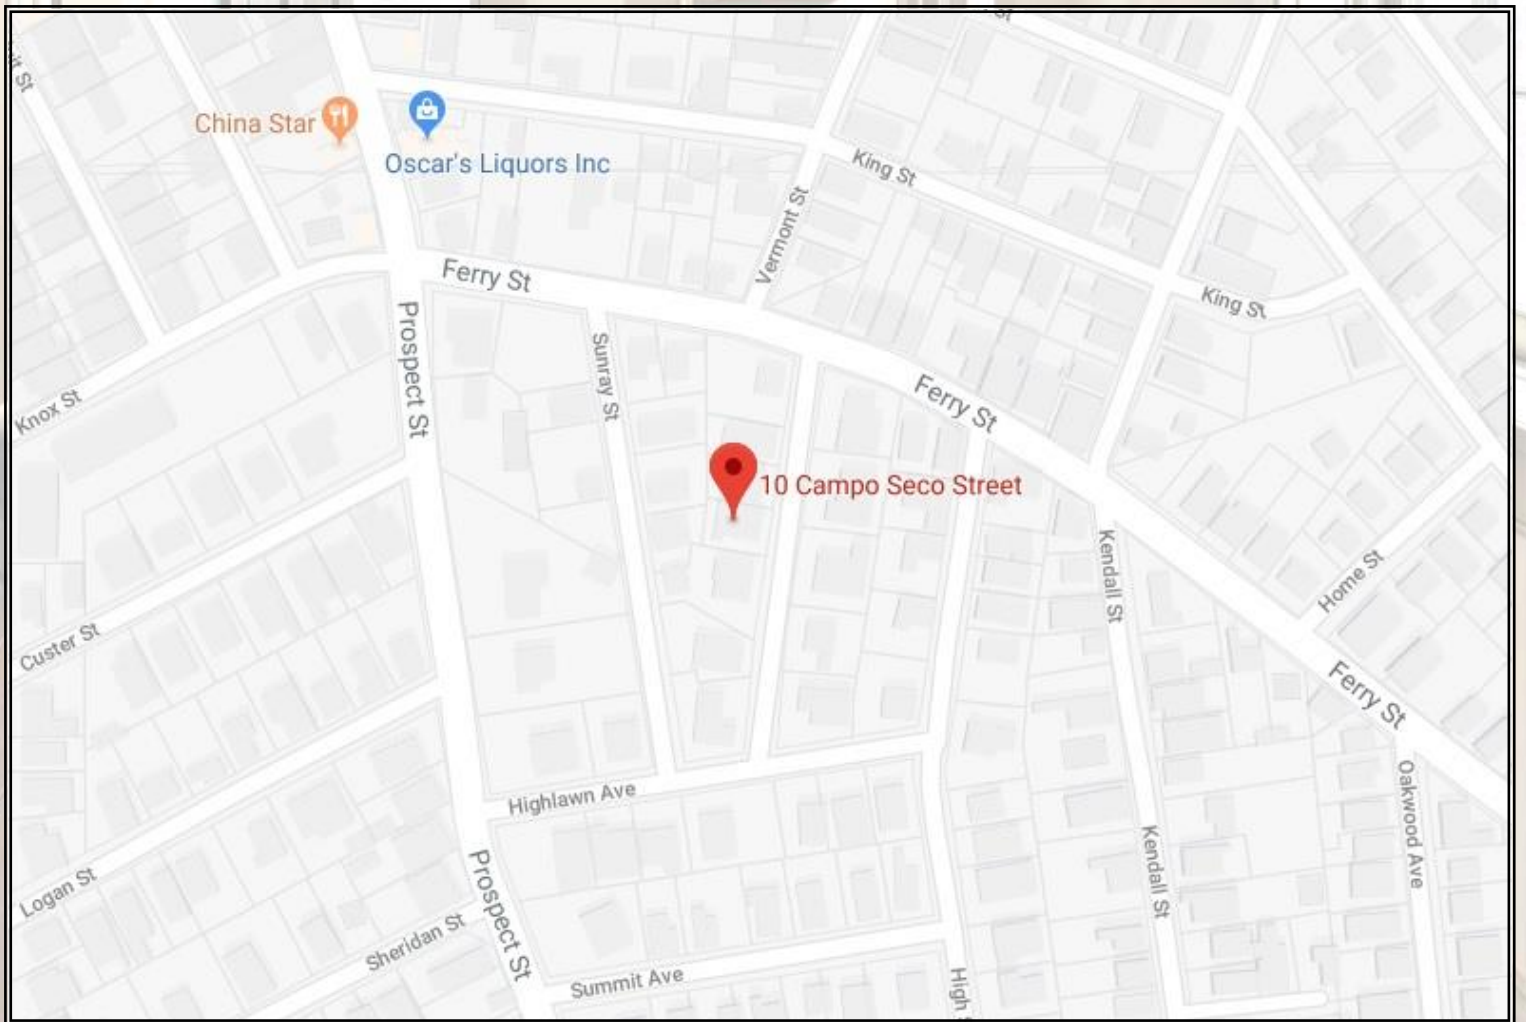 St
China Star
Oscar's Liquors Inc
King St
Vermont St
Ferry St
King St
Prospect St
Sunray St
Ferry St
Knox St
10 Campo Seco Street
Kendall St
Home St
Custer St
Ferry St
Highlawn Ave
Oakwood Ave
Kendall St
Logan St
Prospect St
Sheridan St
Summit Ave
High